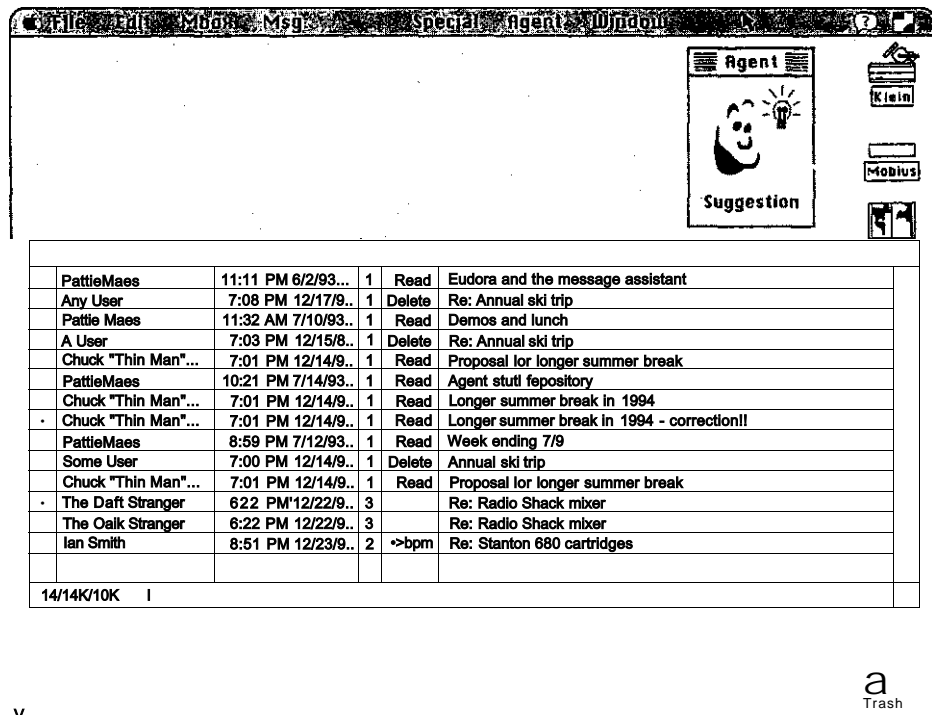 File Edit Mbox Msg Special Agent Window ?
Agent
Klein
Mobius
Suggestion
PattieMaes 11:11 PM 6/2/93... 1 Read Eudora and the message assistant
Any User 7:08 PM 12/17/9.. 1 Delete Re: Annual ski trip
Pattie Maes 11:32 AM 7/10/93.. 1 Read Demos and lunch
A User 7:03 PM 12/15/8.. 1 Delete Re: Annual ski trip
Chuck "Thin Man"... 7:01 PM 12/14/9.. 1 Read Proposal lor longer summer break
PattieMaes 10:21 PM 7/14/93.. 1 Read Agent stutl fepository
Chuck "Thin Man"... 7:01 PM 12/14/9.. 1 Read Longer summer break in 1994
• Chuck "Thin Man"... 7:01 PM 12/14/9.. 1 Read Longer summer break in 1994 - correction!!
PattieMaes 8:59 PM 7/12/93.. 1 Read Week ending 7/9
Some User 7:00 PM 12/14/9.. 1 Delete Annual ski trip
Chuck "Thin Man"... 7:01 PM 12/14/9.. 1 Read Proposal lor longer summer break
• The Daft Stranger 622 PM'12/22/9.. 3 Re: Radio Shack mixer
The Oalk Stranger 6:22 PM 12/22/9.. 3 Re: Radio Shack mixer
Ian Smith 8:51 PM 12/23/9.. 2 •>bpm Re: Stanton 680 cartridges
14/14K/10K I
a
Trash
v